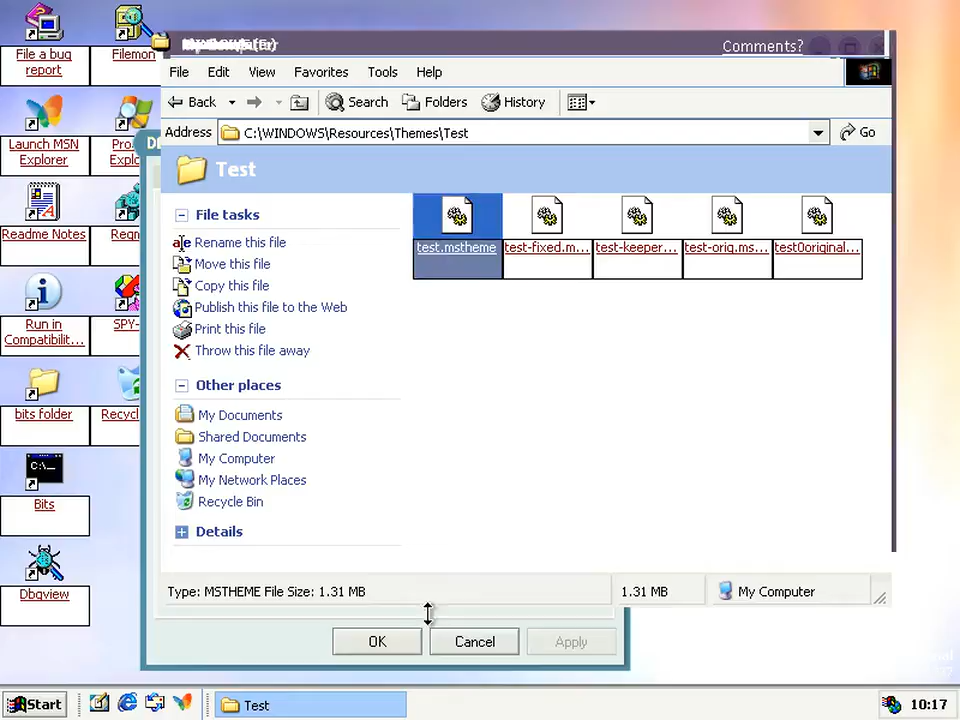 File a bug
report
Filemon
Launch MSN
Explorer
Readme Notes
Run in
Compatibilit...
SPY-
bits folder
Recycl
Bits
Dbgview
Comments?
File Edit View Favorites Tools Help
Back Search Folders History
Address C:\WINDOWS\Resources\Themes\Test Go
Test
File tasks
Rename this file
Move this file
Copy this file
Publish this file to the Web
Print this file
Throw this file away
Other places
My Documents
Shared Documents
My Computer
My Network Places
Recycle Bin
Details
test.mstheme test-fixed.m... test-keeper... test-orig.ms... test0original...
Type: MSTHEME File Size: 1.31 MB 1.31 MB My Computer
OK Cancel Apply
Start Test 10:17